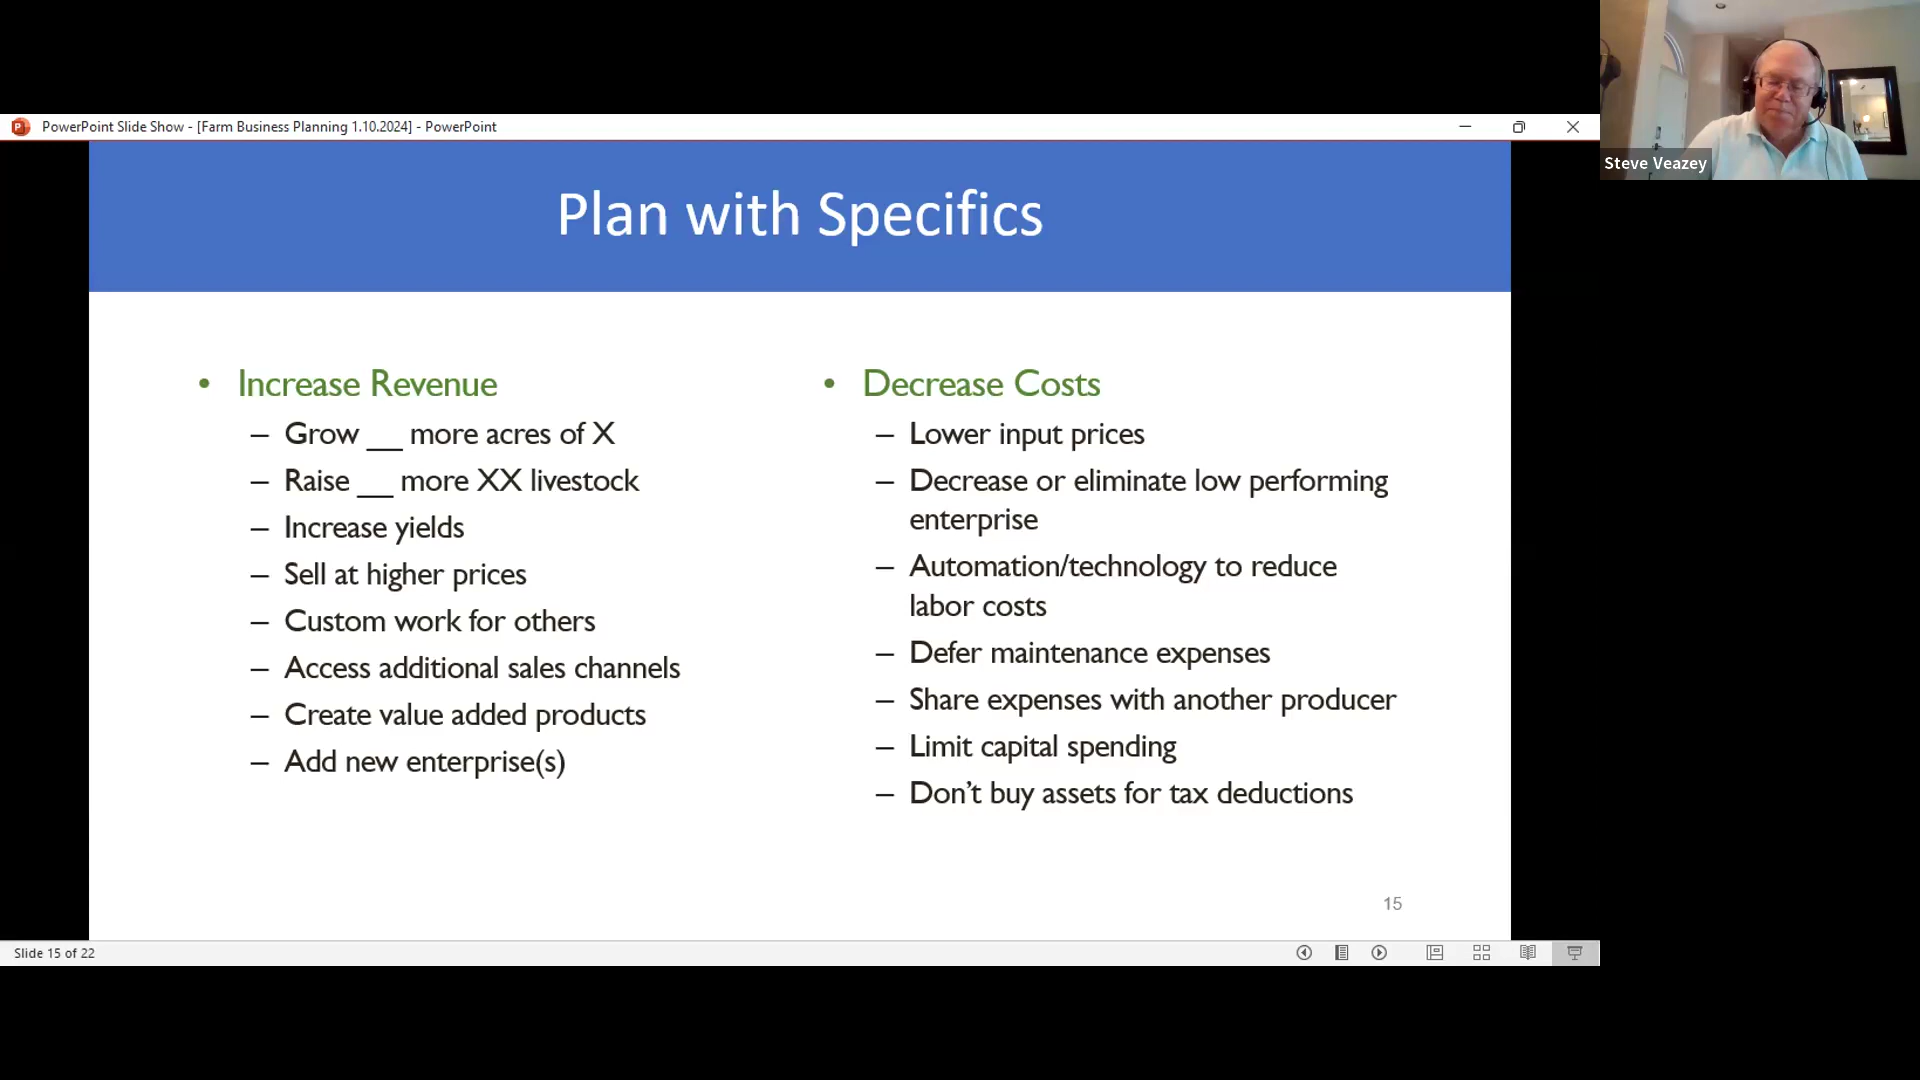 PowerPoint Slide Show - [Farm Business Planning 1.10.2024] - PowerPoint
Steve Veazey
Plan with Specifics
• Increase Revenue
– Grow __ more acres of X
– Raise __ more XX livestock
– Increase yields
– Sell at higher prices
– Custom work for others
– Access additional sales channels
– Create value added products
– Add new enterprise(s)
• Decrease Costs
– Lower input prices
– Decrease or eliminate low performing
enterprise
– Automation/technology to reduce
labor costs
– Defer maintenance expenses
– Share expenses with another producer
– Limit capital spending
– Don’t buy assets for tax deductions
15
Slide 15 of 22